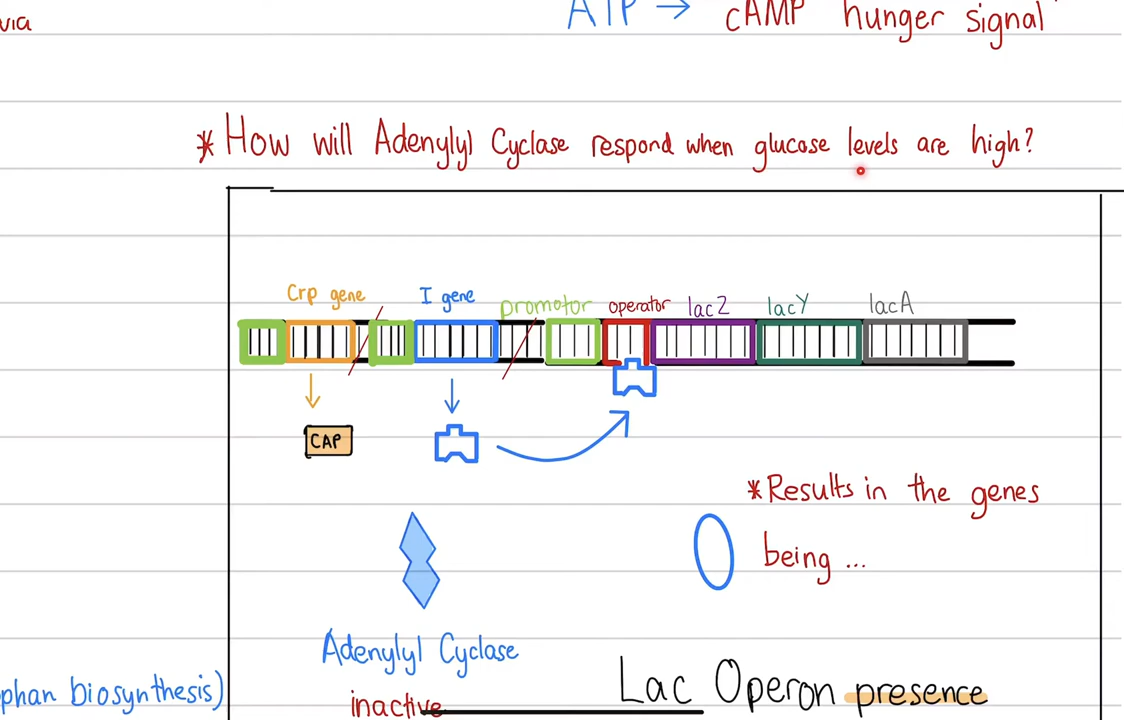 via
ATP → cAMP hunger signal
* How will Adenylyl Cyclase respond when glucose levels are high?
Crp gene
I gene
promotor
operator
lacZ
lacY
lacA
CAP
* Results in the genes
being ...
Adenylyl Cyclase
inactive
Lac Operon presence
phan biosynthesis)